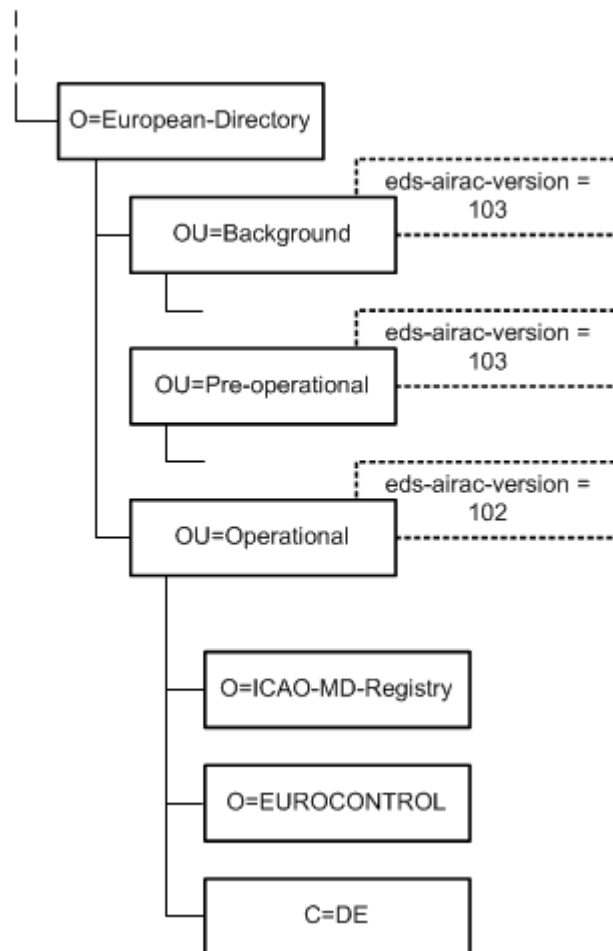 O=European-Directory
eds-airac-version =
103
OU=Background
eds-airac-version =
103
OU=Pre-operational
eds-airac-version =
102
OU=Operational
O=ICAO-MD-Registry
O=EUROCONTROL
C=DE